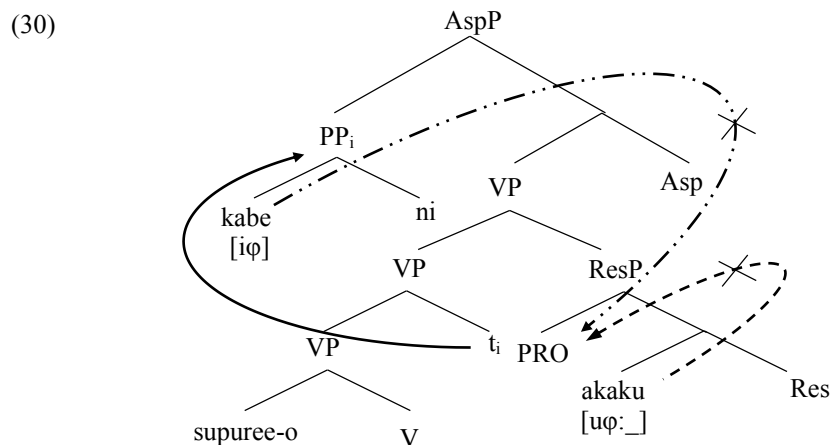 (30)
AspP
PPᵢ
VP
Asp
kabe
ni
[iφ]
VP
ResP
VP
tᵢ
PRO
akaku
Res
[uφ:_]
supuree-o
V